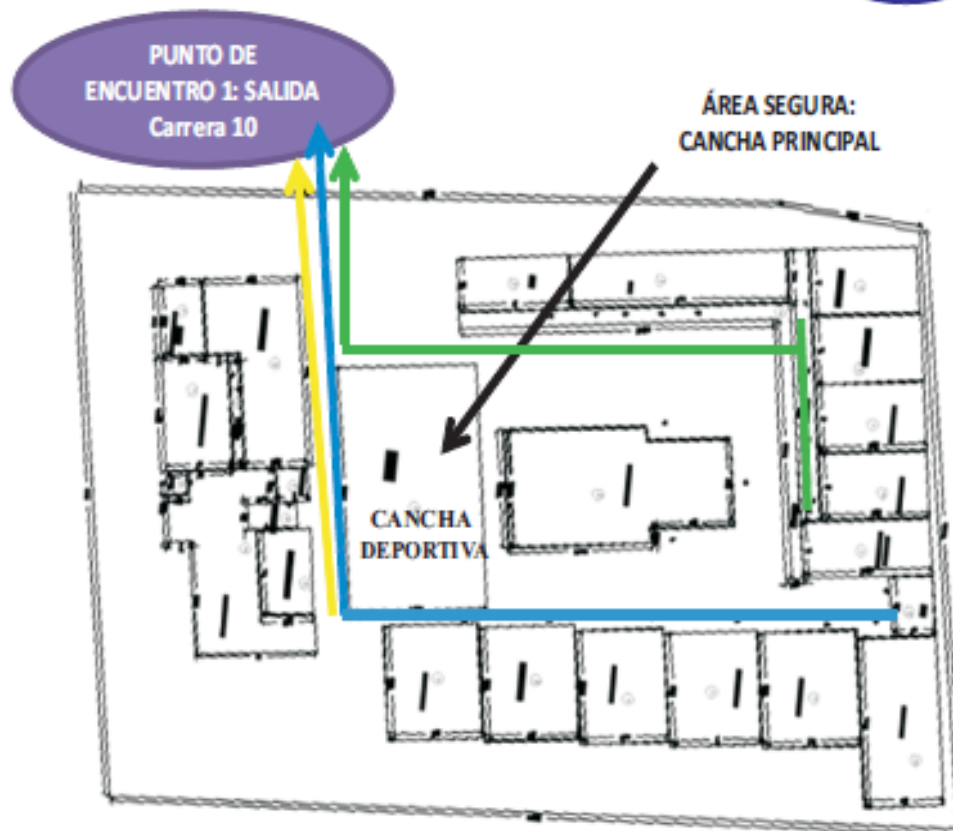 PUNTO DE
ENCUENTRO 1: SALIDA
Carrera 10
ÁREA SEGURA:
CANCHA PRINCIPAL
CANCHA
DEPORTIVA